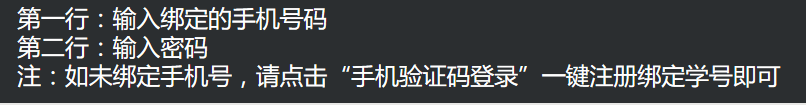 第一行：输入绑定的手机号码
第二行：输入密码
注：如未绑定手机号，请点击“手机验证码登录”一键注册绑定学号即可